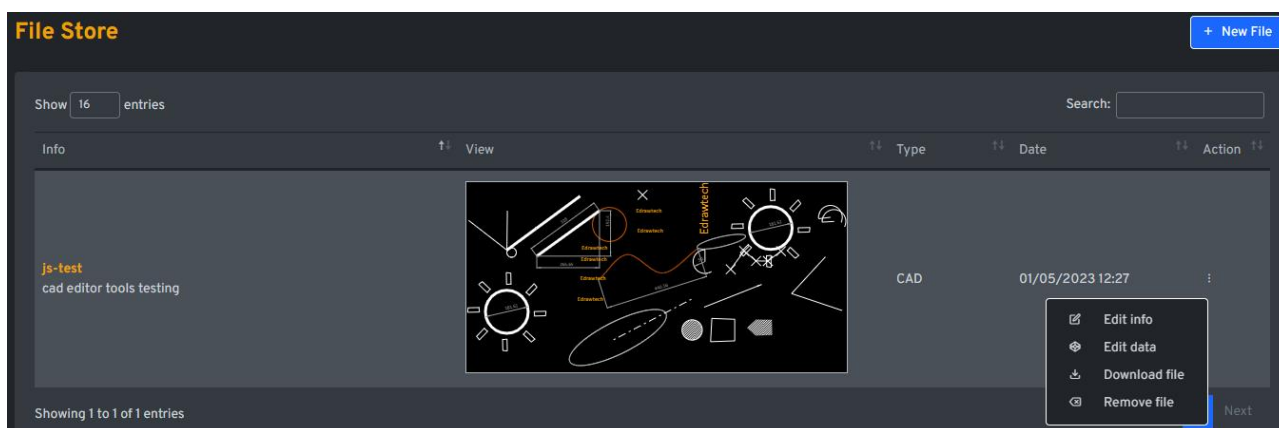 File Store
+ New File
Show 16 entries
Search:
Info View Type Date Action
Edrawtech
Edrawtech
Edrawtech
Edrawtech
Edrawtech
Edrawtech
Edrawtech
js-test
cad editor tools testing
CAD
01/05/2023 12:27
Edit info
Edit data
Download file
Remove file
Showing 1 to 1 of 1 entries
Next